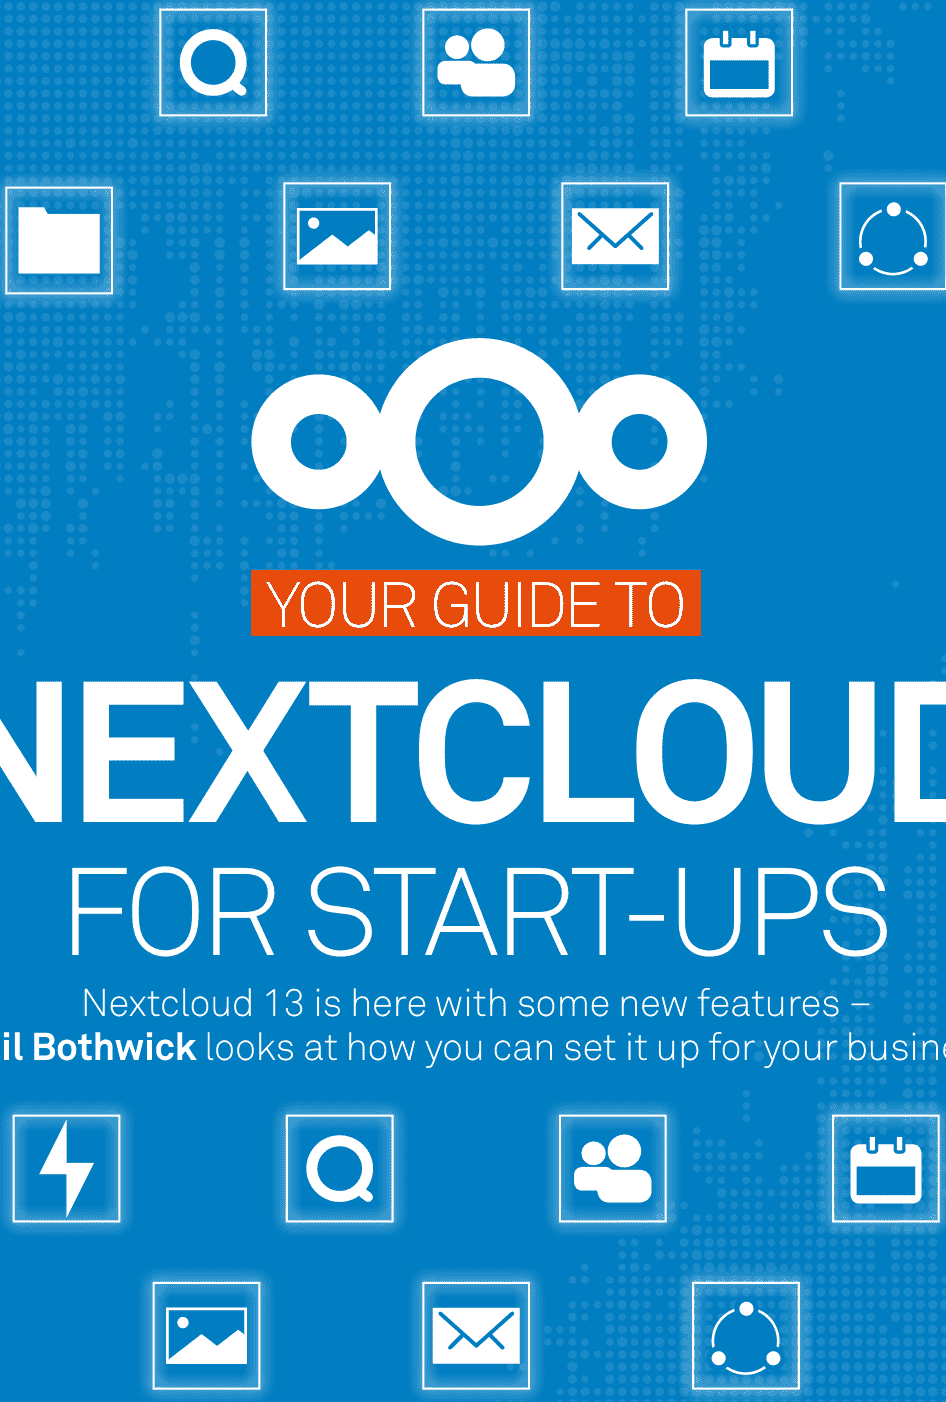 YOUR GUIDE TO
NEXTCLOUD
FOR START-UPS
Nextcloud 13 is here with some new features –
il Bothwick looks at how you can set it up for your busine